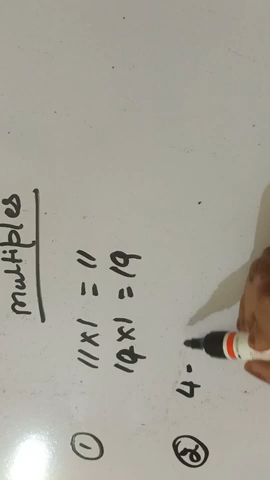 multiples
① 11 x 1 = 11
19 x 1 = 19
② 4 -